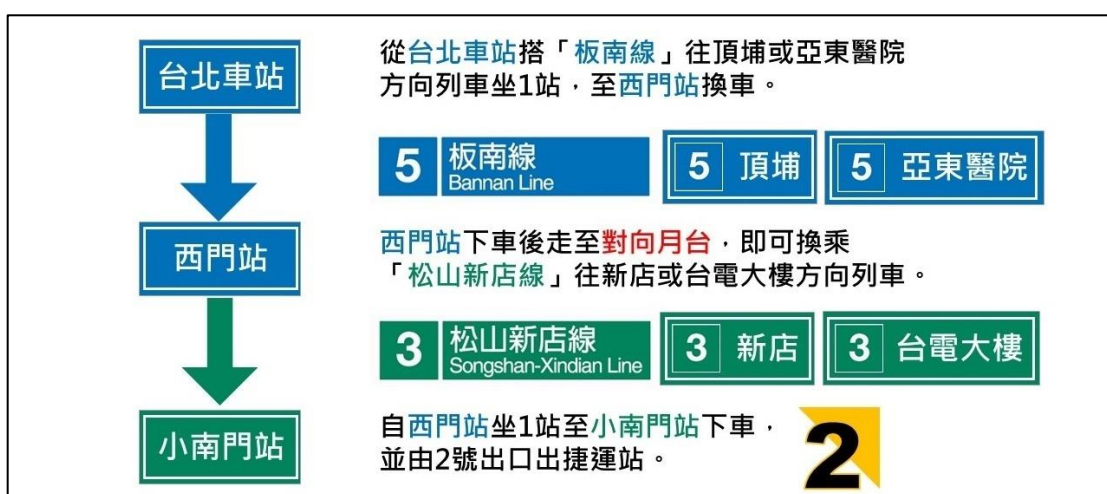 台北車站
從台北車站搭「板南線」往頂埔或亞東醫院
方向列車坐1站，至西門站換車。
5 板南線
Bannan Line
5 頂埔
5 亞東醫院
西門站
西門站下車後走至對向月台，即可換乘
「松山新店線」往新店或台電大樓方向列車。
3 松山新店線
Songshan-Xindian Line
3 新店
3 台電大樓
小南門站
自西門站坐1站至小南門站下車，
並由2號出口出捷運站。
2